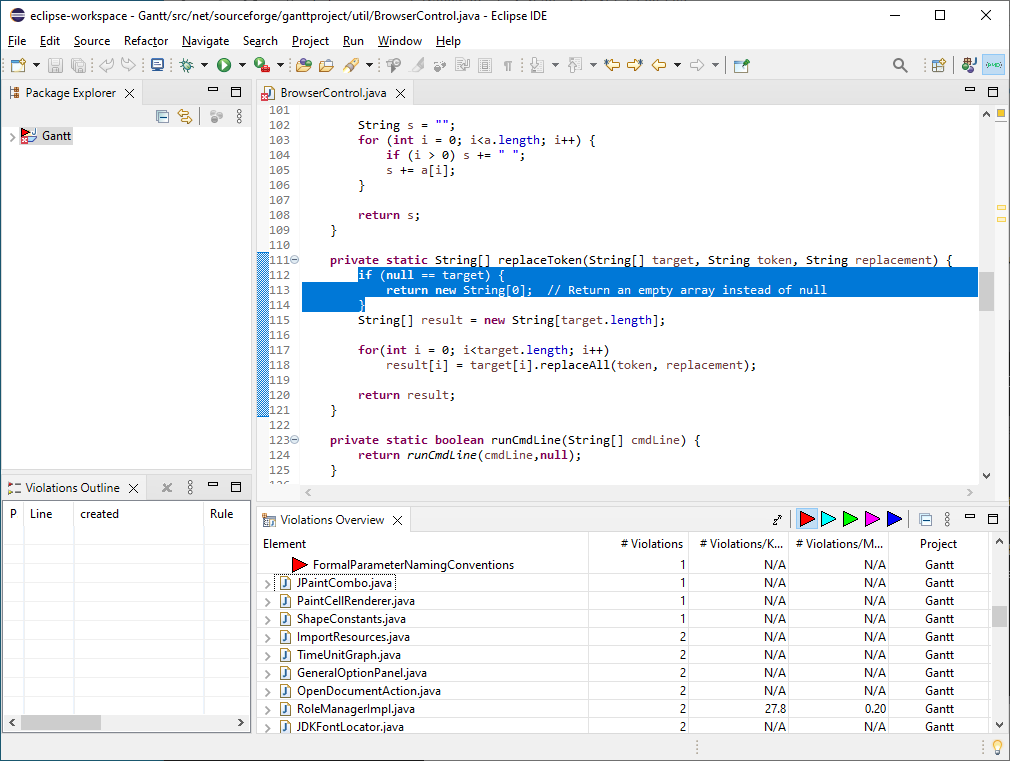 eclipse-workspace - Gantt/src/net/sourceforge/ganttproject/util/BrowserControl.java - Eclipse IDE
File Edit Source Refactor Navigate Search Project Run Window Help
Package Explorer
Gantt
BrowserControl.java
101
102 String s = "";
103 for (int i = 0; i<a.length; i++) {
104 if (i > 0) s += " ";
105 s += a[i];
106 }
107
108 return s;
109 }
110
111 private static String[] replaceToken(String[] target, String token, String replacement) {
112 if (null == target) {
113 return new String[0];  // Return an empty array instead of null
114 }
115 String[] result = new String[target.length];
116
117 for(int i = 0; i<target.length; i++)
118 result[i] = target[i].replaceAll(token, replacement);
119
120 return result;
121 }
122
123 private static boolean runCmdLine(String[] cmdLine) {
124 return runCmdLine(cmdLine,null);
125 }
126
Violations Outline
P Line created Rule
Violations Overview
Element # Violations # Violations/K... # Violations/M... Project
FormalParameterNamingConventions 1 N/A N/A Gantt
JPaintCombo.java 1 N/A N/A Gantt
PaintCellRenderer.java 1 N/A N/A Gantt
ShapeConstants.java 1 N/A N/A Gantt
ImportResources.java 2 N/A N/A Gantt
TimeUnitGraph.java 2 N/A N/A Gantt
GeneralOptionPanel.java 2 N/A N/A Gantt
OpenDocumentAction.java 2 N/A N/A Gantt
RoleManagerImpl.java 2 27.8 0.20 Gantt
JDKFontLocator.java 2 N/A N/A Gantt